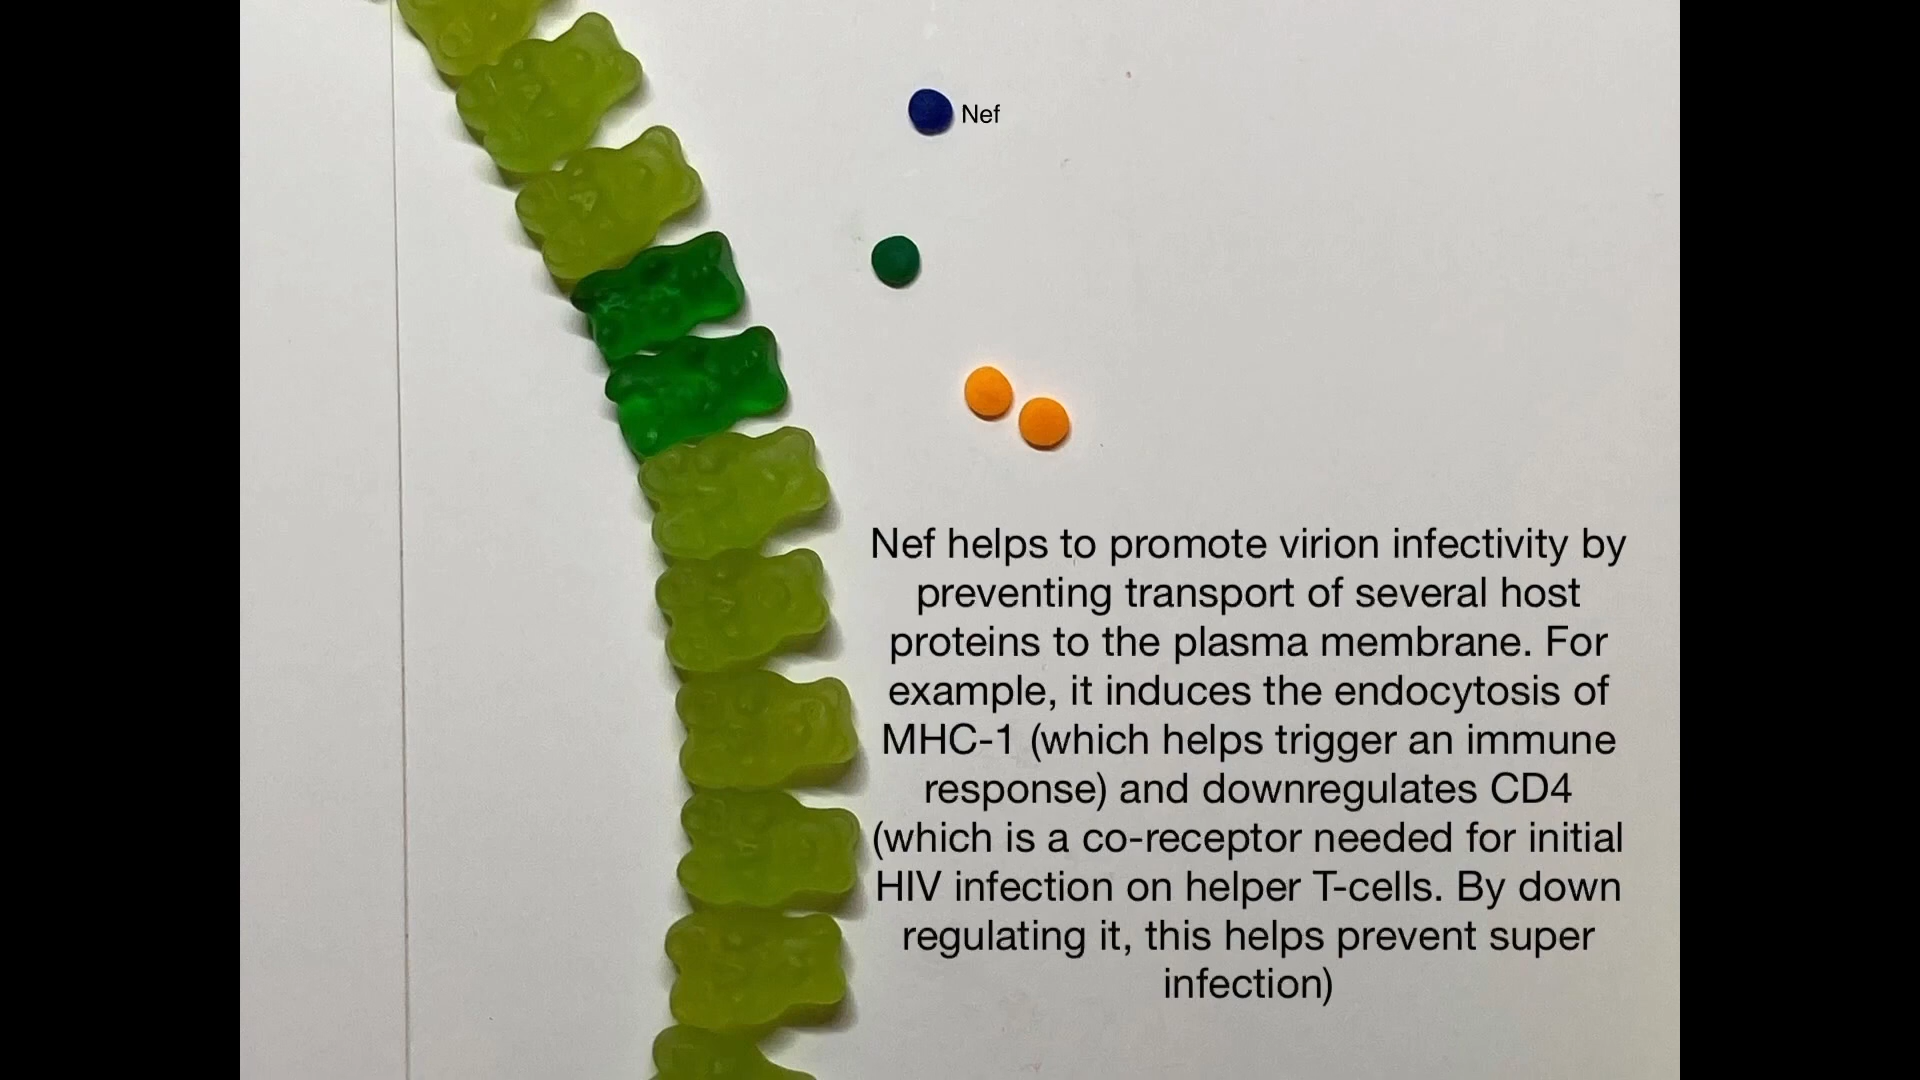 Nef
Nef helps to promote virion infectivity by
preventing transport of several host
proteins to the plasma membrane. For
example, it induces the endocytosis of
MHC-1 (which helps trigger an immune
response) and downregulates CD4
(which is a co-receptor needed for initial
HIV infection on helper T-cells. By down
regulating it, this helps prevent super
infection)